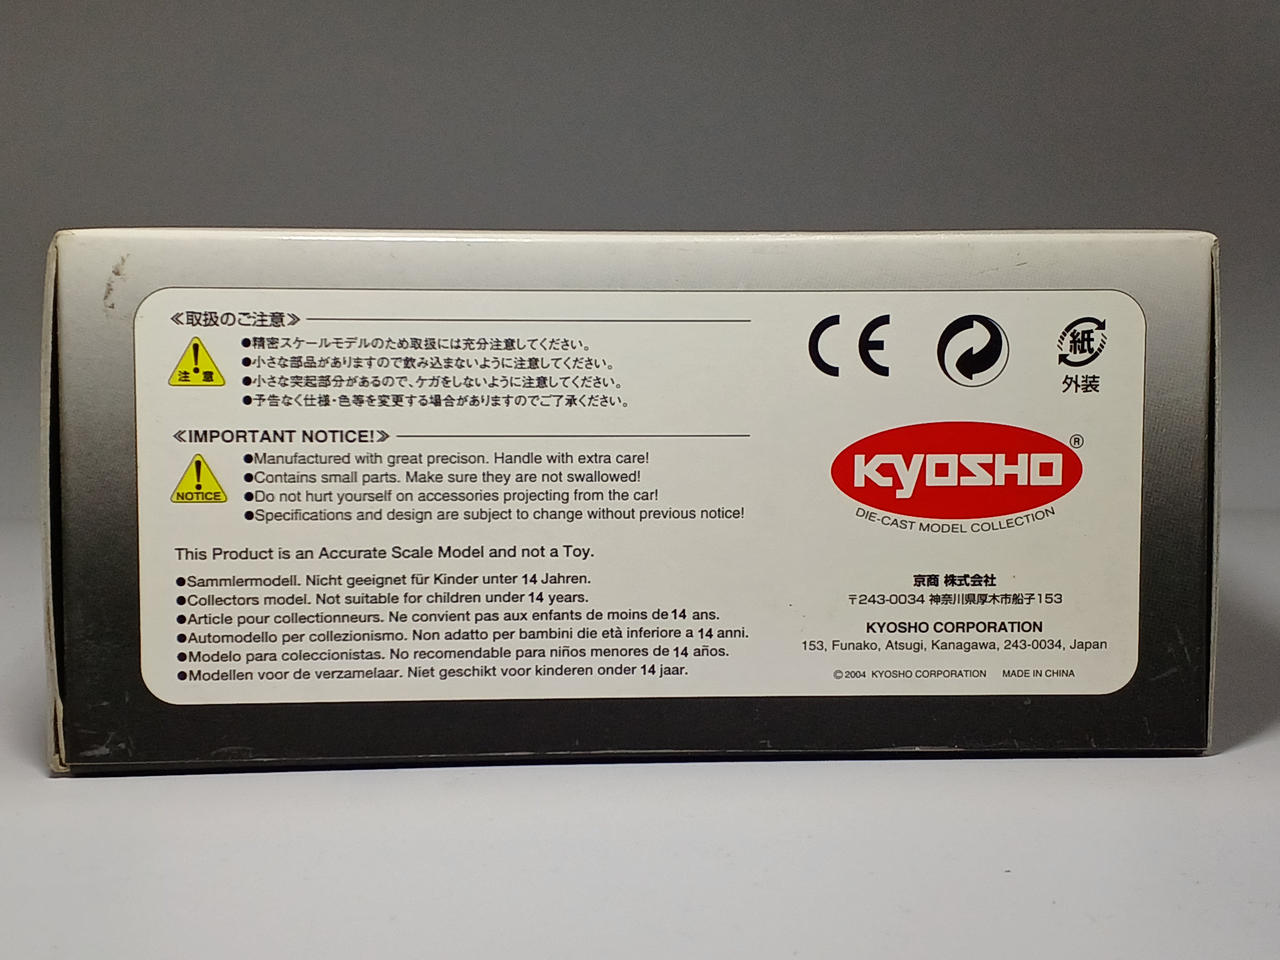 ≪取扱のご注意≫
注 意
●精密スケールモデルのため取扱には充分注意してください。
●小さな部品がありますので飲み込まないように注意してください。
●小さな突起部分があるので、ケガをしないように注意してください。
●予告なく仕様・色等を変更する場合がありますのでご了承ください。
≪IMPORTANT NOTICE!≫
NOTICE
●Manufactured with great precison. Handle with extra care!
●Contains small parts. Make sure they are not swallowed!
●Do not hurt yourself on accessories projecting from the car!
●Specifications and design are subject to change without previous notice!
This Product is an Accurate Scale Model and not a Toy.
●Sammlermodell. Nicht geeignet für Kinder unter 14 Jahren.
●Collectors model. Not suitable for children under 14 years.
●Article pour collectionneurs. Ne convient pas aux enfants de moins de 14 ans.
●Automodello per collezionismo. Non adatto per bambini die età inferiore a 14 anni.
●Modelo para coleccionistas. No recomendable para niños menores de 14 años.
●Modellen voor de verzamelaar. Niet geschikt voor kinderen onder 14 jaar.
CE
紙
外装
KYOSHO®
DIE-CAST MODEL COLLECTION
京商 株式会社
〒243-0034 神奈川県厚木市船子153
KYOSHO CORPORATION
153, Funako, Atsugi, Kanagawa, 243-0034, Japan
©2004 KYOSHO CORPORATION MADE IN CHINA